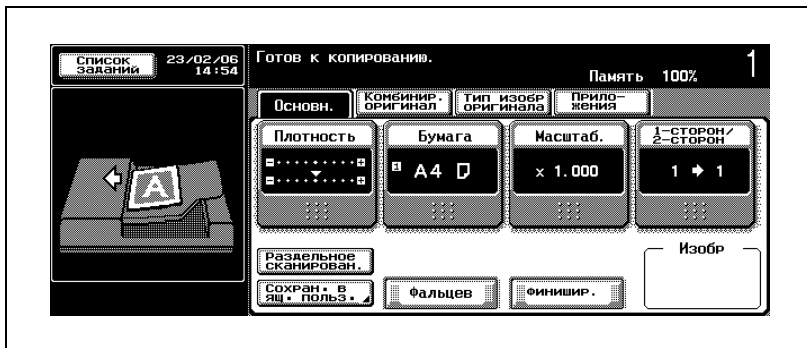 Список
заданий
23/02/06
14:54
Готов к копированию.
Память 100%
1
Основн.
Комбинир.
оригинал
Тип изобр
оригинала
Прило-
жения
Плотность
Бумага
Масштаб.
1-сторон/
2-сторон
1 A4
x 1.000
1 → 1
A
Раздельное
сканирован.
Изобр
Сохран. в
ящ. польз.
Фальцев
Финишир.